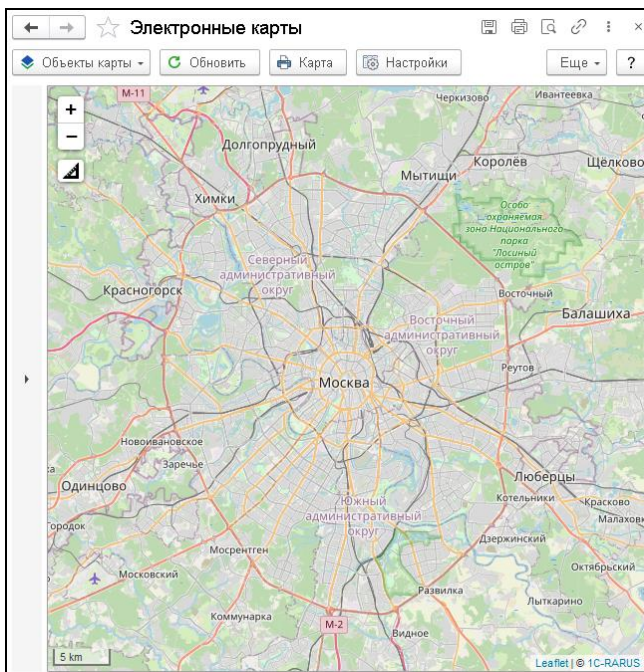 Электронные карты
Объекты карты
Обновить
Карта
Настройки
Еще
?
+
−
М-11
Черкизово
Ивантеевка
Долгопрудный
Королёв
Щёлково
Мытищи
Химки
Особо
охраняемая
зона Национального
парка
"Лосиный
остров"
Северный
административный
округ
Красногорск
Восточный
Балашиха
Восточный
административный
округ
Реутов
Москва
Новоивановское
Заречье
Одинцово
Люберцы
Котельники
Красково
Южный
административный
округ
Малаховк
Городок
Дзержинский
Мосрентген
Московский
Октябрьский
Развилка
Лыткарино
Коммунарка
М-2
Видное
5 km
Leaflet | © 1C-RARUS